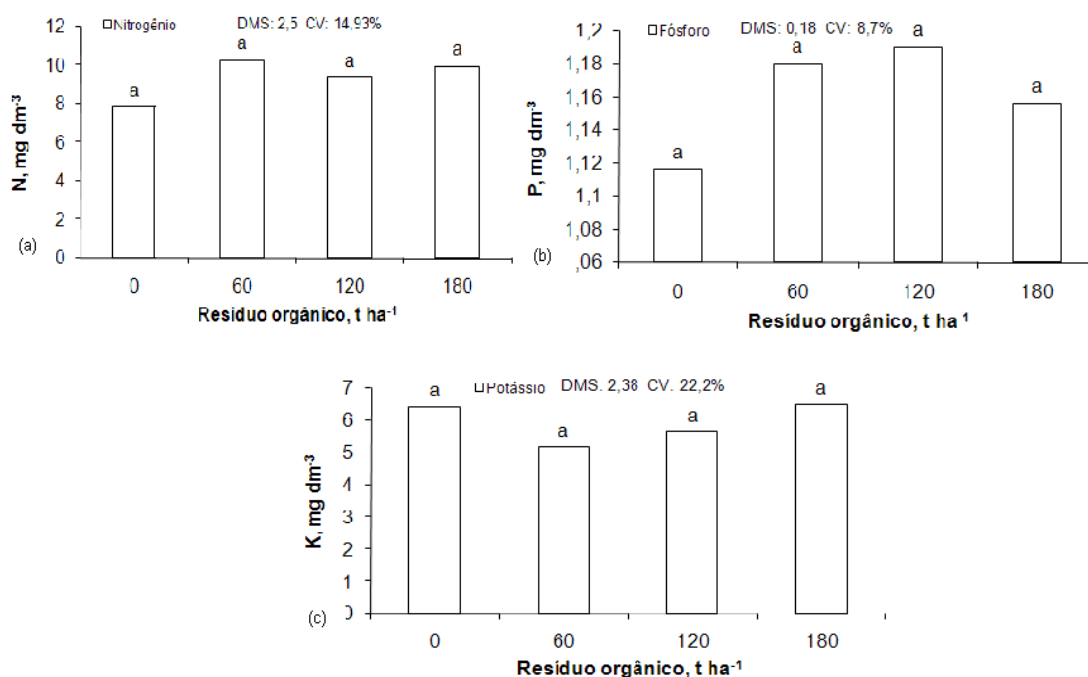 Nitrogênio DMS: 2,5 CV: 14,93%
12
10
8
6
4
2
0
a a a a
N, mg dm-3
(a)
0 60 120 180
Resíduo orgânico, t ha-1
Fósforo DMS: 0,18 CV: 8,7%
1,2
1,18
1,16
1,14
1,12
1,1
1,08
,06
a a a a
P, mg dm-3
(b)
0 60 120 180
Resíduo orgânico, t ha-1
Potássio DMS: 2,38 CV: 22,2%
7
6
5
4
3
2
1
0
a a a a
K, mg dm-3
(c)
0 60 120 180
Resíduo orgânico, t ha-1